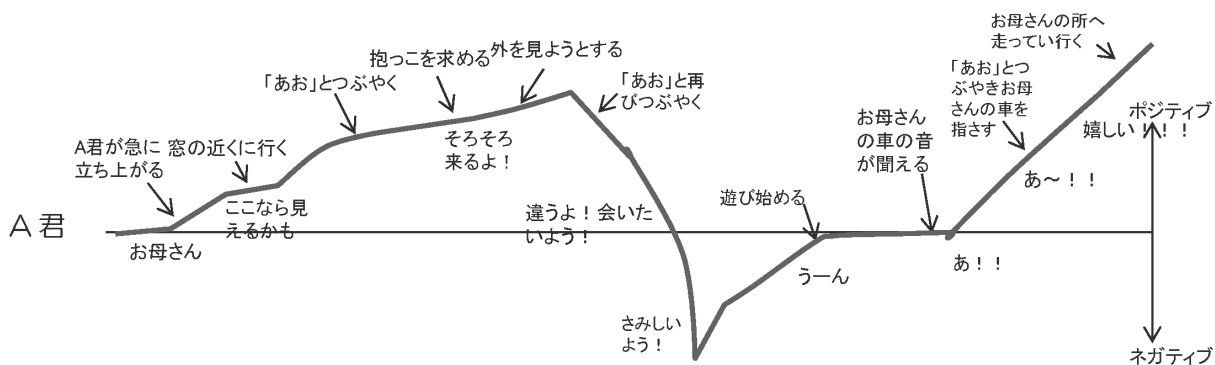 A君が急に
立ち上がる
窓の近くに行く
「あお」とつぶやく
抱っこを求める
外を見ようとする
「あお」と再
びつぶやく
お母さんの所へ
走ってい行く
「あお」とつ
ぶやきお母
さんの車を
指さす
お母さん
の車の音
が聞える
遊び始める
ポジティブ
嬉しい!!!
あ～!!
そろそろ
来るよ!
ここなら見
えるかも
違うよ!会いた
いよう!
A君
お母さん
うーん
あ!!
さみしい
よう!
ネガティブ